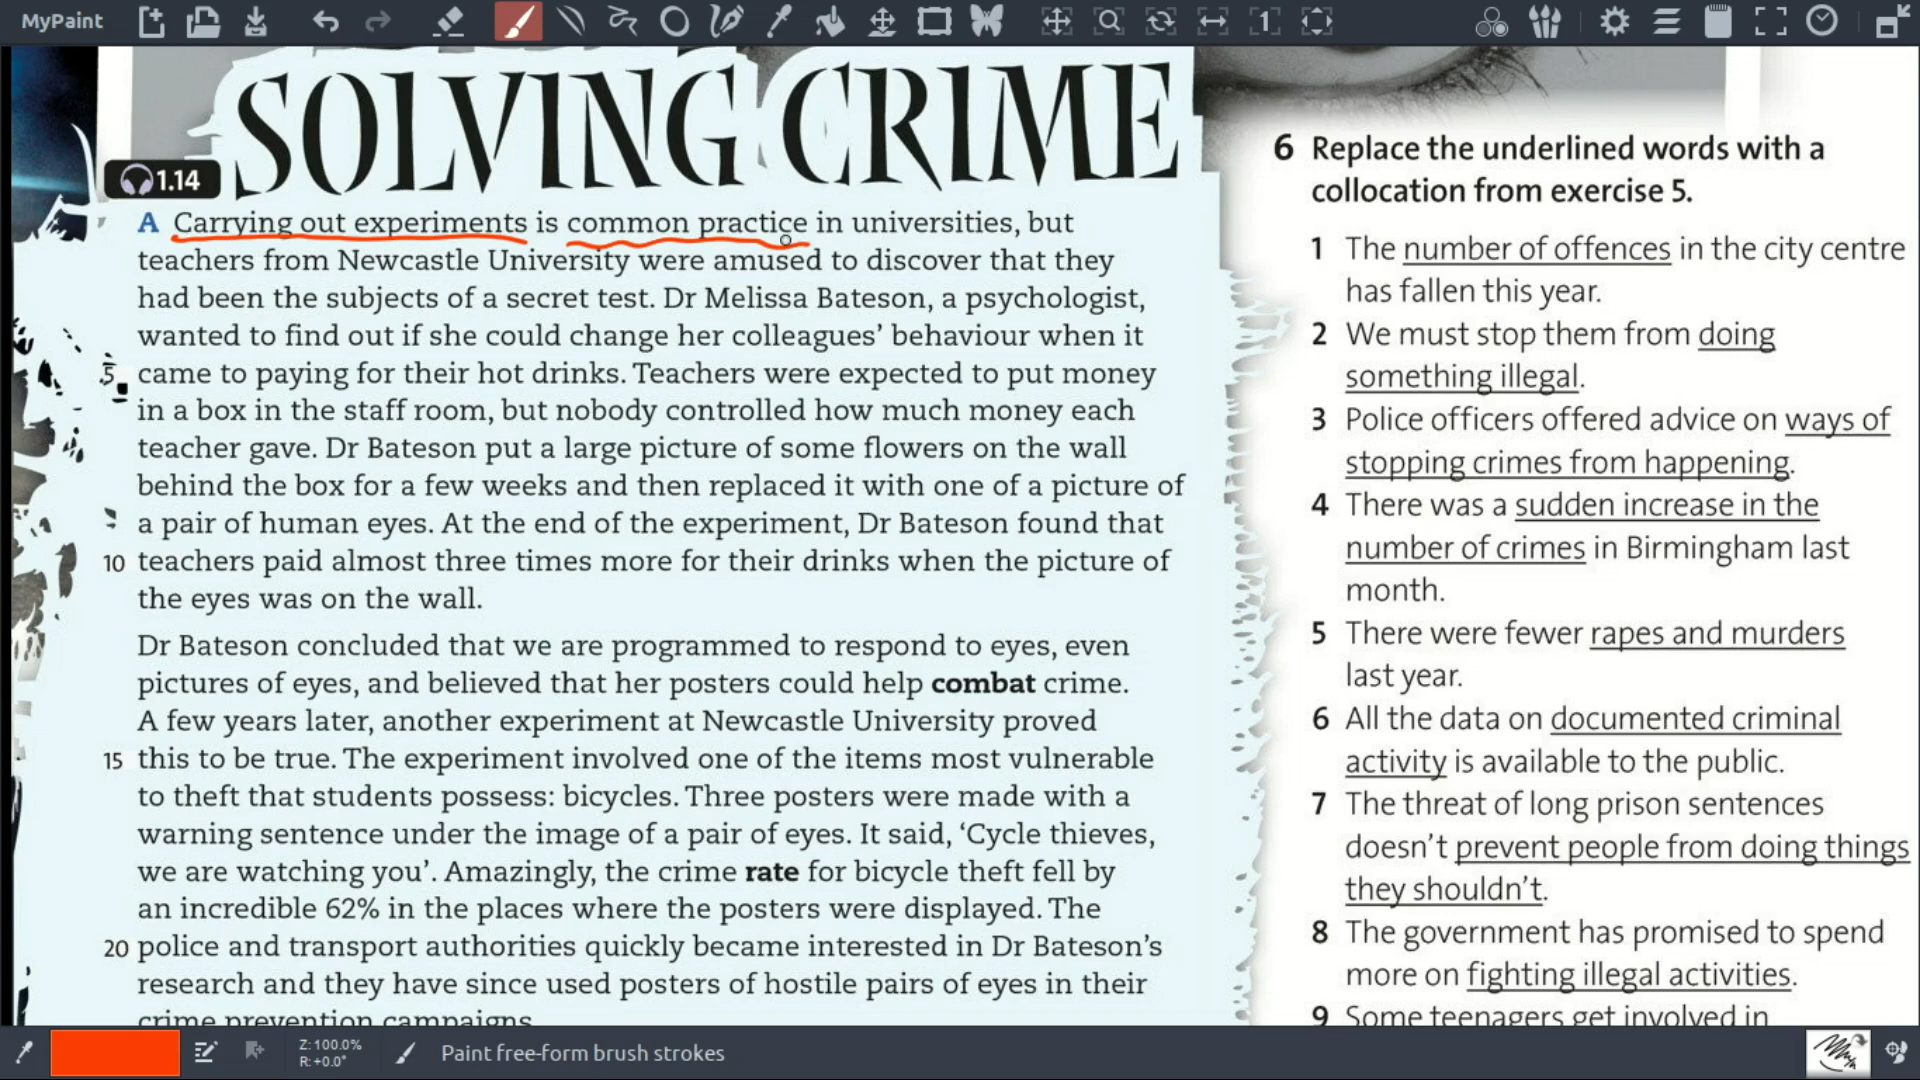 MyPaint
SOLVING CRIME
1.14
A Carrying out experiments is common practice in universities, but
teachers from Newcastle University were amused to discover that they
had been the subjects of a secret test. Dr Melissa Bateson, a psychologist,
wanted to find out if she could change her colleagues’ behaviour when it
5 came to paying for their hot drinks. Teachers were expected to put money
in a box in the staff room, but nobody controlled how much money each
teacher gave. Dr Bateson put a large picture of some flowers on the wall
behind the box for a few weeks and then replaced it with one of a picture of
a pair of human eyes. At the end of the experiment, Dr Bateson found that
10 teachers paid almost three times more for their drinks when the picture of
the eyes was on the wall.
Dr Bateson concluded that we are programmed to respond to eyes, even
pictures of eyes, and believed that her posters could help combat crime.
A few years later, another experiment at Newcastle University proved
15 this to be true. The experiment involved one of the items most vulnerable
to theft that students possess: bicycles. Three posters were made with a
warning sentence under the image of a pair of eyes. It said, ‘Cycle thieves,
we are watching you’. Amazingly, the crime rate for bicycle theft fell by
an incredible 62% in the places where the posters were displayed. The
20 police and transport authorities quickly became interested in Dr Bateson’s
research and they have since used posters of hostile pairs of eyes in their
crime prevention campaigns
6 Replace the underlined words with a
collocation from exercise 5.
1 The number of offences in the city centre
has fallen this year.
2 We must stop them from doing
something illegal.
3 Police officers offered advice on ways of
stopping crimes from happening.
4 There was a sudden increase in the
number of crimes in Birmingham last
month.
5 There were fewer rapes and murders
last year.
6 All the data on documented criminal
activity is available to the public.
7 The threat of long prison sentences
doesn’t prevent people from doing things
they shouldn’t.
8 The government has promised to spend
more on fighting illegal activities.
9 Some teenagers get involved in
Z: 100.0%
R: +0.0°
Paint free-form brush strokes